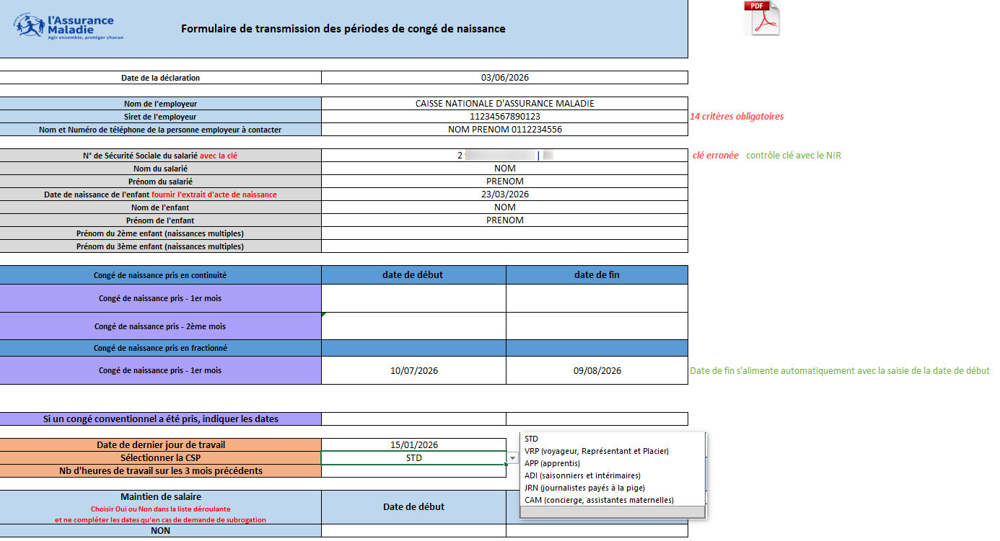 l'Assurance
Maladie
Agir ensemble, protéger chacun
Formulaire de transmission des périodes de congé de naissance
PDF
Date de la déclaration 03/06/2026
Nom de l'employeur CAISSE NATIONALE D'ASSURANCE MALADIE
Siret de l'employeur 11234567890123 14 critères obligatoires
Nom et Numéro de téléphone de la personne employeur à contacter NOM PRENOM 0112234556
N° de Sécurité Sociale du salarié avec la clé 2 | clé erronée contrôle clé avec le NIR
Nom du salarié NOM
Prénom du salarié PRENOM
Date de naissance de l'enfant fournir l'extrait d'acte de naissance 23/03/2026
Nom de l'enfant NOM
Prénom de l'enfant PRENOM
Prénom du 2ème enfant (naissances multiples)
Prénom du 3ème enfant (naissances multiples)
Congé de naissance pris en continuité date de début date de fin
Congé de naissance pris - 1er mois
Congé de naissance pris - 2ème mois
Congé de naissance pris en fractionné
Congé de naissance pris - 1er mois 10/07/2026 09/08/2026 Date de fin s'alimente automatiquement avec la saisie de la date de début
Si un congé conventionnel a été pris, indiquer les dates
Date de dernier jour de travail 15/01/2026
Sélectionner la CSP STD
Nb d'heures de travail sur les 3 mois précédents
STD
VRP (voyageur, Représentant et Placier)
APP (apprentis)
ADI (saisonniers et intérimaires)
JRN (journalistes payés à la pige)
CAM (concierge, assistantes maternelles)
Maintien de salaire
Choisir Oui ou Non dans la liste déroulante
et ne compléter les dates qu'en cas de demande de subrogation
Date de début
NON